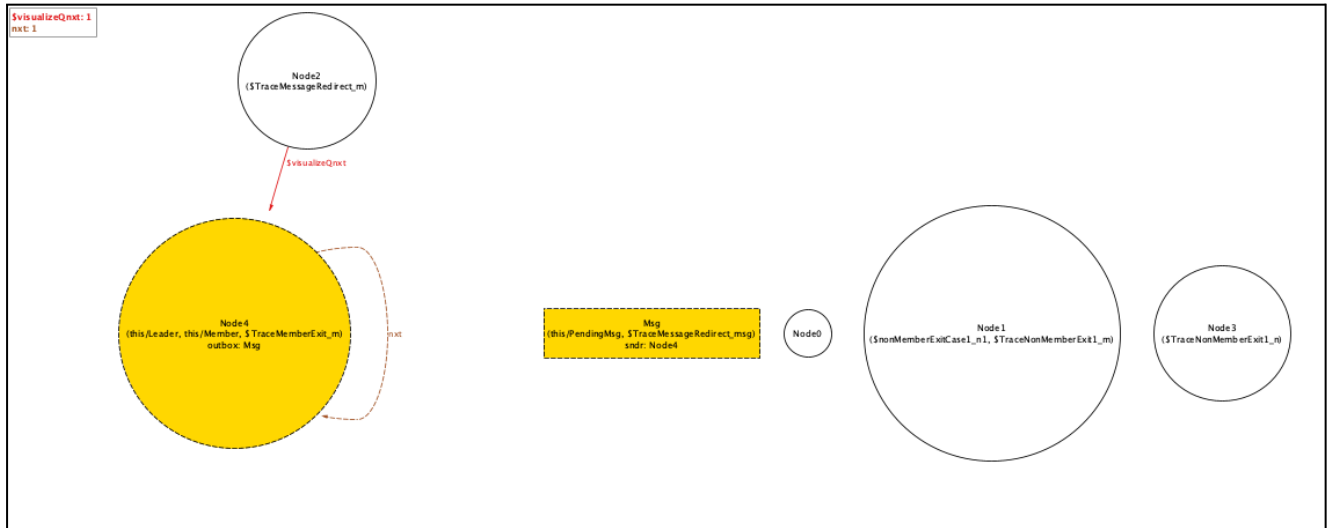 $visualizeQnxt: 1
nxt: 1
Node2
($TraceMessageRedirect_m)
$visualizeQnxt
Node4
(this/Leader, this/Member, $TraceMemberExit_m)
outbox: Msg
nxt
Msg
(this/PendingMsg, $TraceMessageRedirect_msg)
sndr: Node4
Node0
Node1
($nonMemberExitCase1_n1, $TraceNonMemberExit1_m)
Node3
($TraceNonMemberExit1_n)